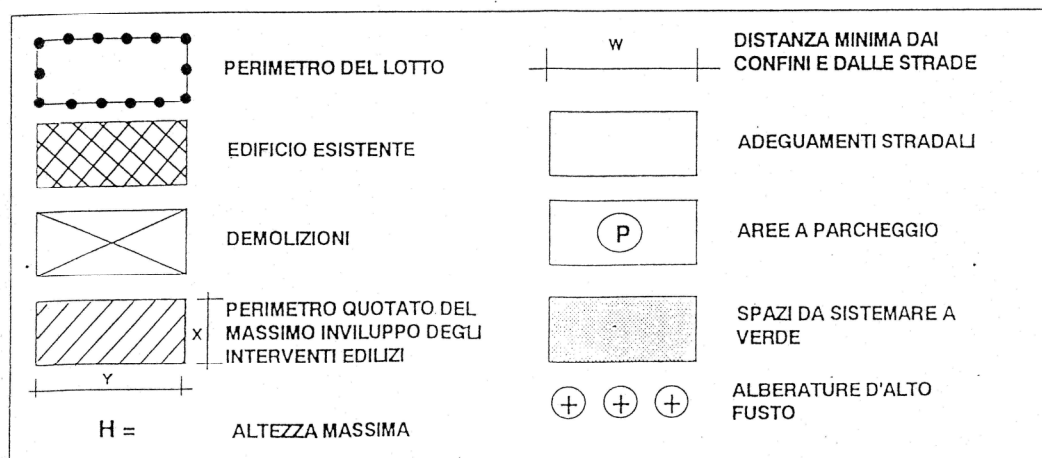 PERIMETRO DEL LOTTO
EDIFICIO ESISTENTE
DEMOLIZIONI
X
PERIMETRO QUOTATO DEL
MASSIMO INVILUPPO DEGLI
INTERVENTI EDILIZI
Y
H = ALTEZZA MASSIMA
W
DISTANZA MINIMA DAI
CONFINI E DALLE STRADE
ADEGUAMENTI STRADALI
P
AREE A PARCHEGGIO
SPAZI DA SISTEMARE A
VERDE
ALBERATURE D'ALTO
FUSTO